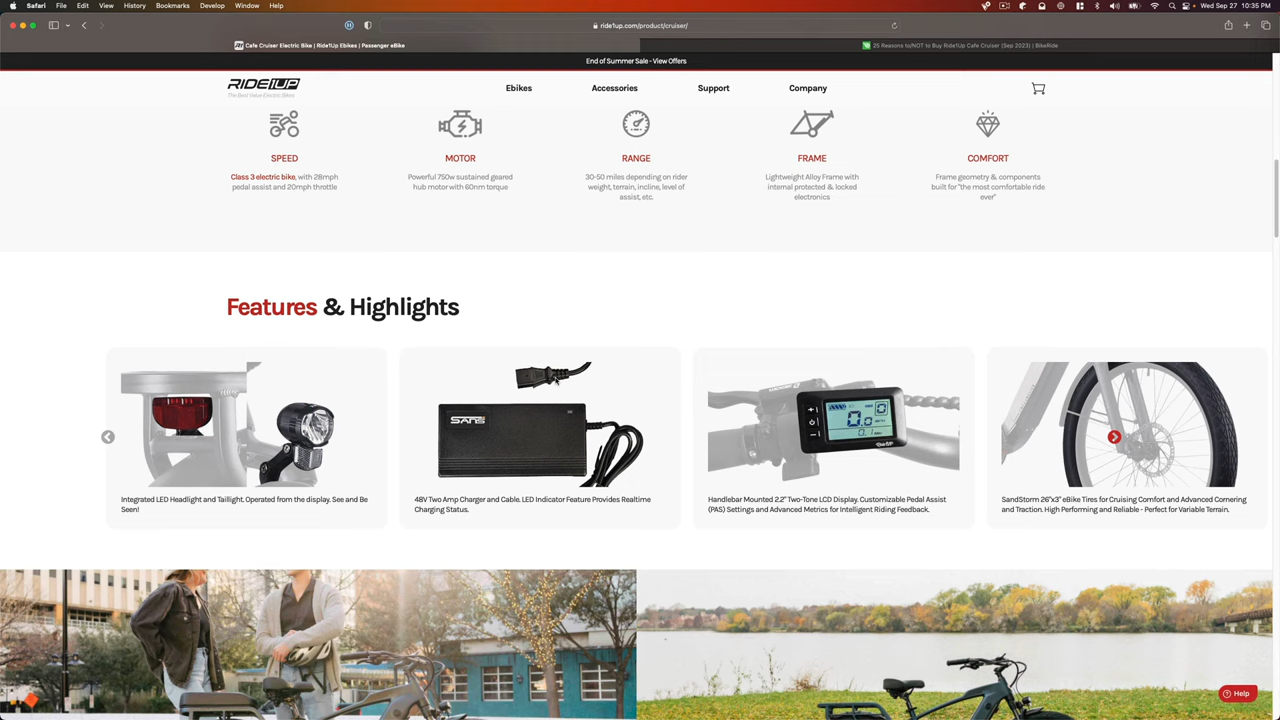 Safari File Edit View History Bookmarks Develop Window Help Wed Sep 27 10:35 PM
ride1up.com/product/cruiser/
Cafe Cruiser Electric Bike | Ride1Up Ebikes | Passenger eBike
25 Reasons to/NOT to Buy Ride1Up Cafe Cruiser (Sep 2023) | BikeRide
End of Summer Sale - View Offers
RIDE1UP
The Best Value Electric Bikes
Ebikes Accessories Support Company
SPEED
Class 3 electric bike, with 28mph
pedal assist and 20mph throttle
MOTOR
Powerful 750w sustained geared
hub motor with 60nm torque
RANGE
30-50 miles depending on rider
weight, terrain, incline, level of
assist, etc.
FRAME
Lightweight Alloy Frame with
internal protected & locked
electronics
COMFORT
Frame geometry & components
built for "the most comfortable ride
ever"
Features & Highlights
SANS
Integrated LED Headlight and Taillight. Operated from the display. See and Be
Seen!
48V Two Amp Charger and Cable. LED Indicator Feature Provides Realtime
Charging Status.
Handlebar Mounted 2.2" Two-Tone LCD Display. Customizable Pedal Assist
(PAS) Settings and Advanced Metrics for Intelligent Riding Feedback.
SandStorm 26"x3" eBike Tires for Cruising Comfort and Advanced Cornering
and Traction. High Performing and Reliable - Perfect for Variable Terrain.
Help